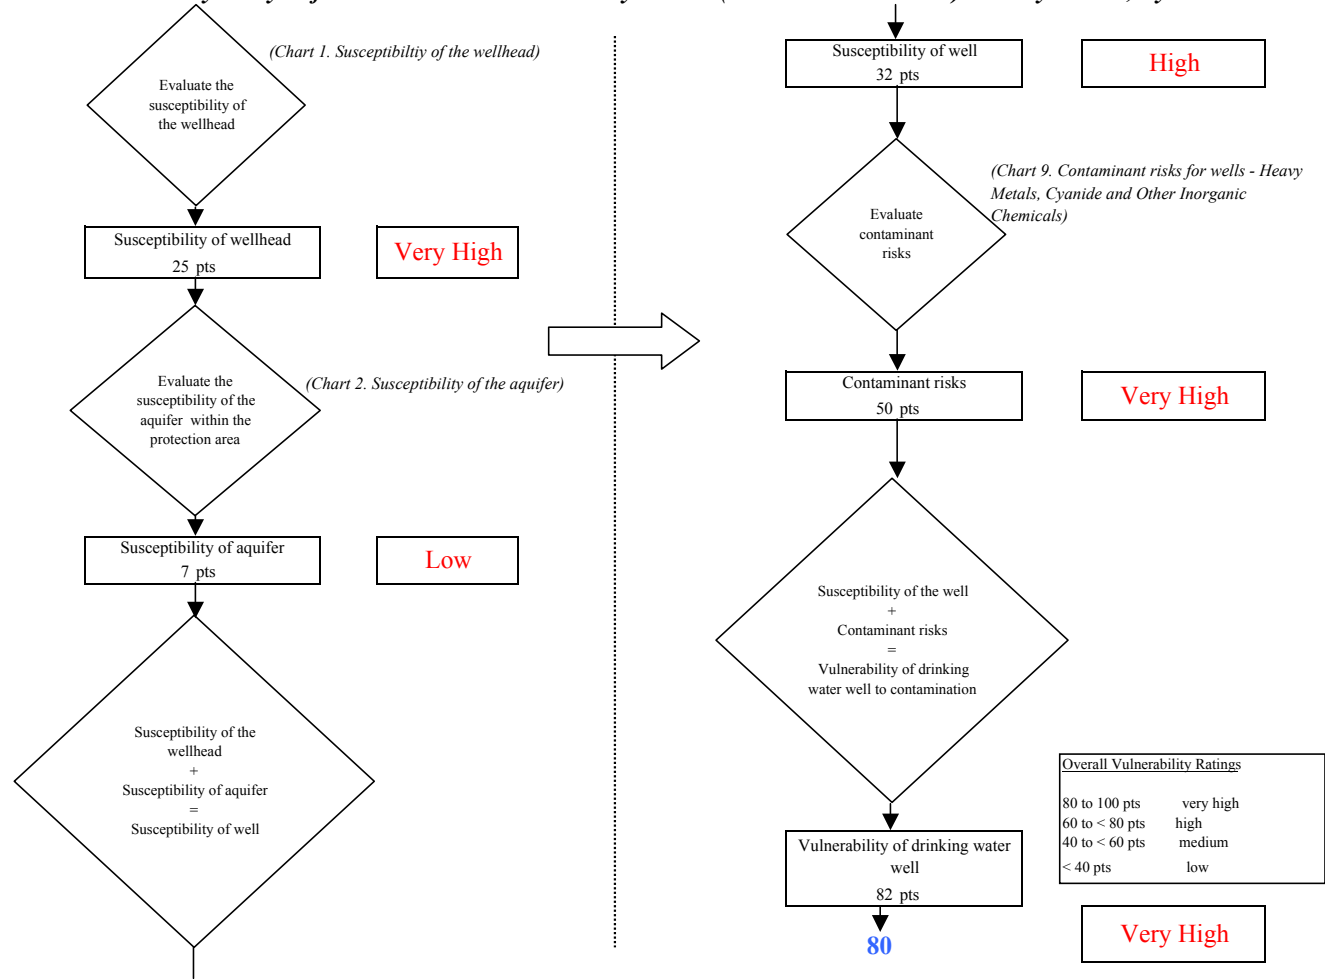 (Chart 1. Susceptibiltiy of the wellhead)
Evaluate the
susceptibility of
the wellhead
Susceptibility of wellhead
25 pts
Very High
Evaluate the
susceptibility of the
aquifer within the
protection area
(Chart 2. Susceptibility of the aquifer)
Susceptibility of aquifer
7 pts
Low
Susceptibility of the
wellhead
+
Susceptibility of aquifer
=
Susceptibility of well
Susceptibility of well
32 pts
High
Evaluate
contaminant
risks
(Chart 9. Contaminant risks for wells - Heavy
Metals, Cyanide and Other Inorganic
Chemicals)
Contaminant risks
50 pts
Very High
Susceptibility of the well
+
Contaminant risks
=
Vulnerability of drinking
water well to contamination
Overall Vulnerability Ratings
80 to 100 pts very high
60 to < 80 pts high
40 to < 60 pts medium
< 40 pts low
Vulnerability of drinking water
well
82 pts
80
Very High